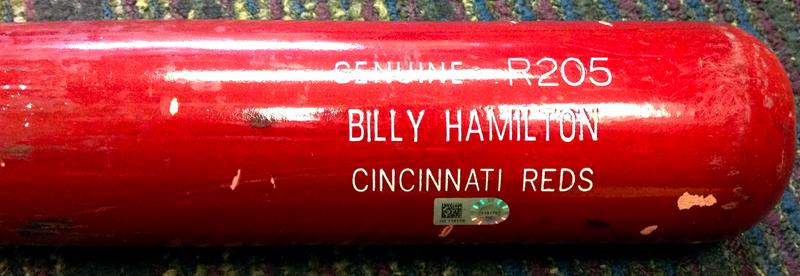 GENUINE R205
BILLY HAMILTON
CINCINNATI REDS